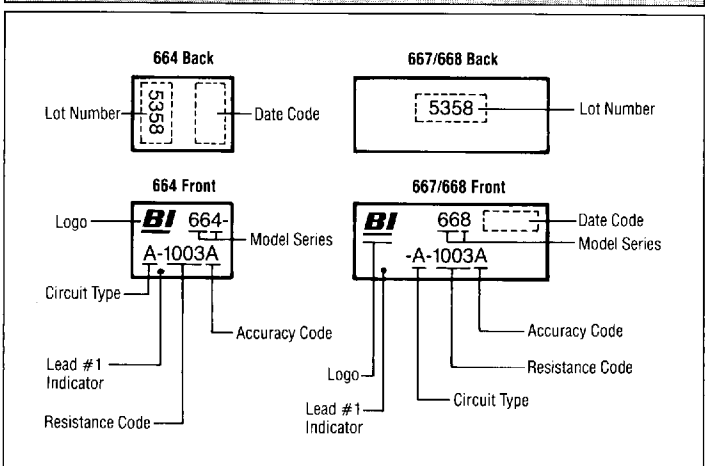 664 Back
667/668 Back
Lot Number
5358
Date Code
5358
Lot Number
664 Front
667/668 Front
Logo
BI 664-
Model Series
A-1003A
Circuit Type
Accuracy Code
Lead #1
Indicator
Resistance Code
BI 668
Date Code
Model Series
-A-1003A
Accuracy Code
Resistance Code
Logo
Circuit Type
Lead #1
Indicator